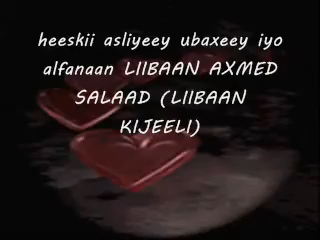 heeskii asliyeey ubaxeey iyo
alfanaan LIIBAAN AXMED
SALAAD (LIIBAAN
KIJEELI)